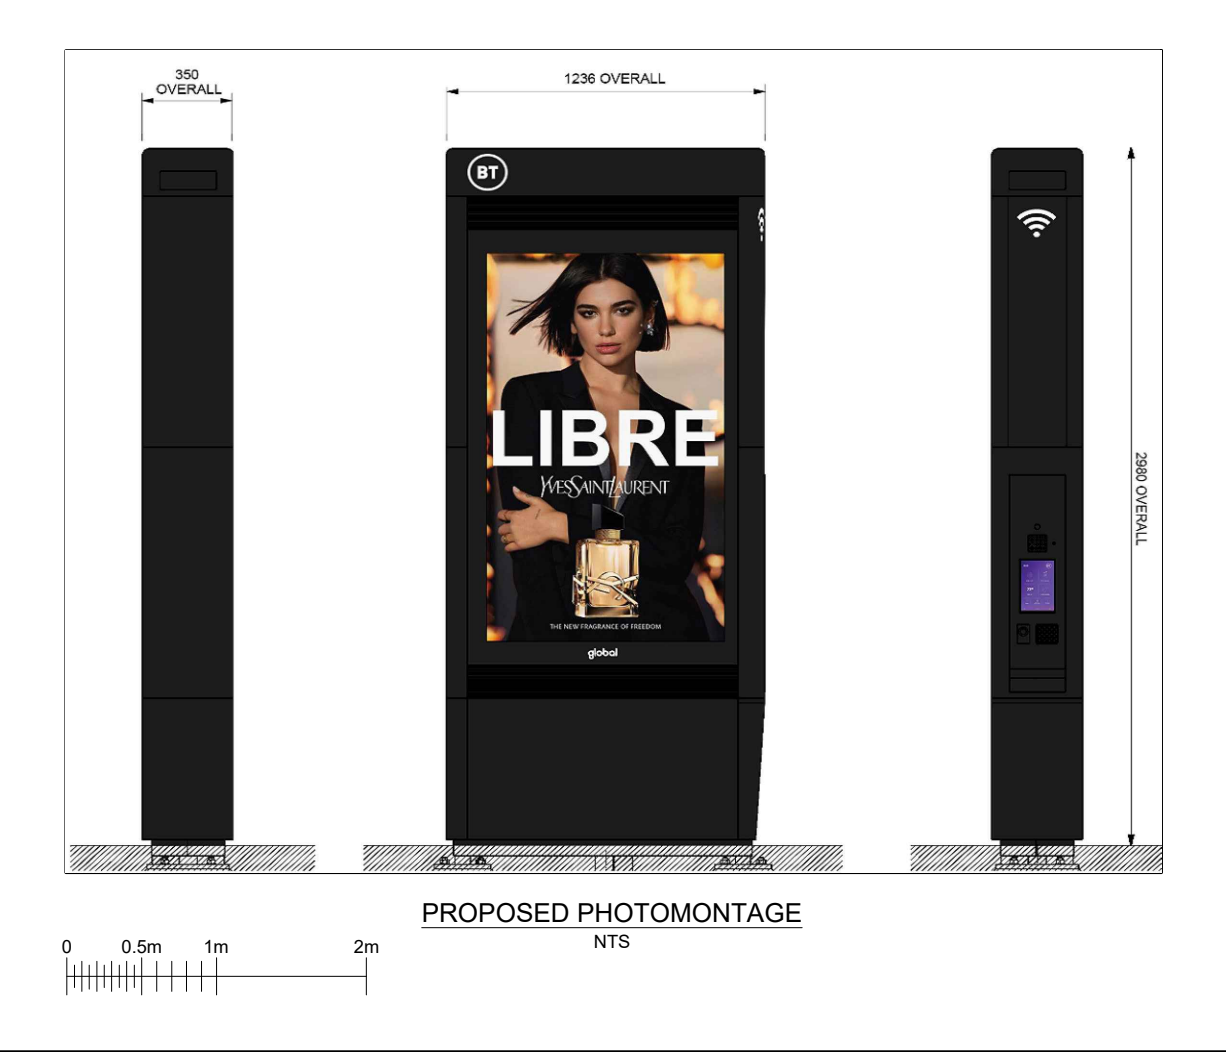 350
OVERALL
1236 OVERALL
BT
LIBRE
YVESSAINTLAURENT
THE NEW FRAGRANCE OF FREEDOM
global
2980 OVERALL
PROPOSED PHOTOMONTAGE
NTS
0 0.5m 1m 2m